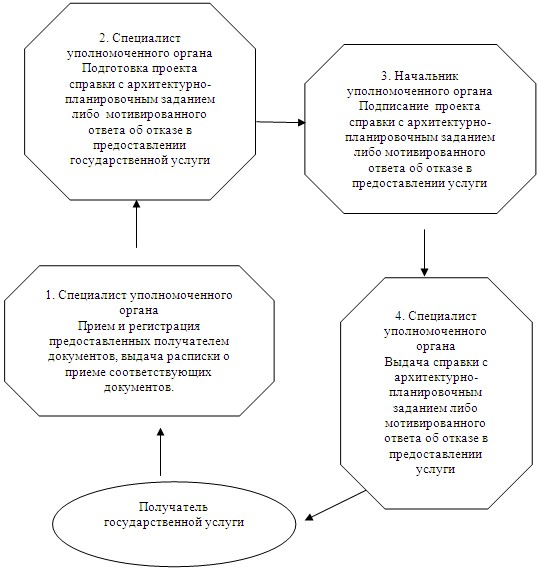 2. Специалист
уполномоченного органа
Подготовка проекта
справки с архитектурно-
планировочным заданием
либо мотивированного
ответа об отказе в
предоставлении
государственной услуги
3. Начальник
уполномоченного органа
Подписание проекта
справки с архитектурно-
планировочным заданием
либо мотивированного
ответа об отказе в
предоставлении услуги
1. Специалист уполномоченного
органа
Прием и регистрация
предоставленных получателем
документов, выдача расписки о
приеме соответствующих
документов.
4. Специалист
уполномоченного
органа
Выдача справки с
архитектурно-
планировочным
заданием либо
мотивированного
ответа об отказе в
предоставлении
услуги
Получатель
государственной услуги